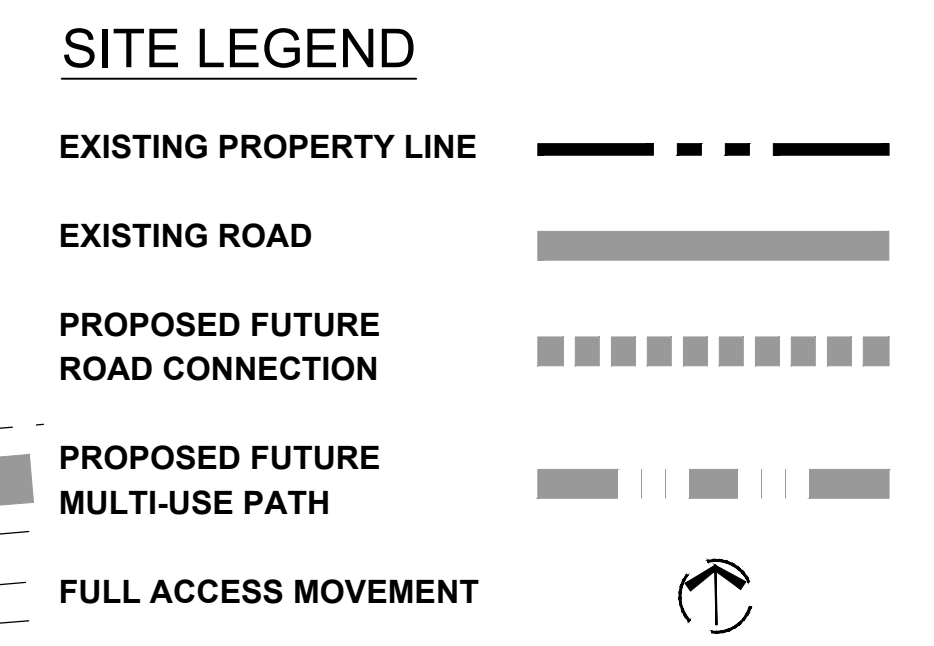 SITE LEGEND
EXISTING PROPERTY LINE
EXISTING ROAD
PROPOSED FUTURE
ROAD CONNECTION
PROPOSED FUTURE
MULTI-USE PATH
FULL ACCESS MOVEMENT